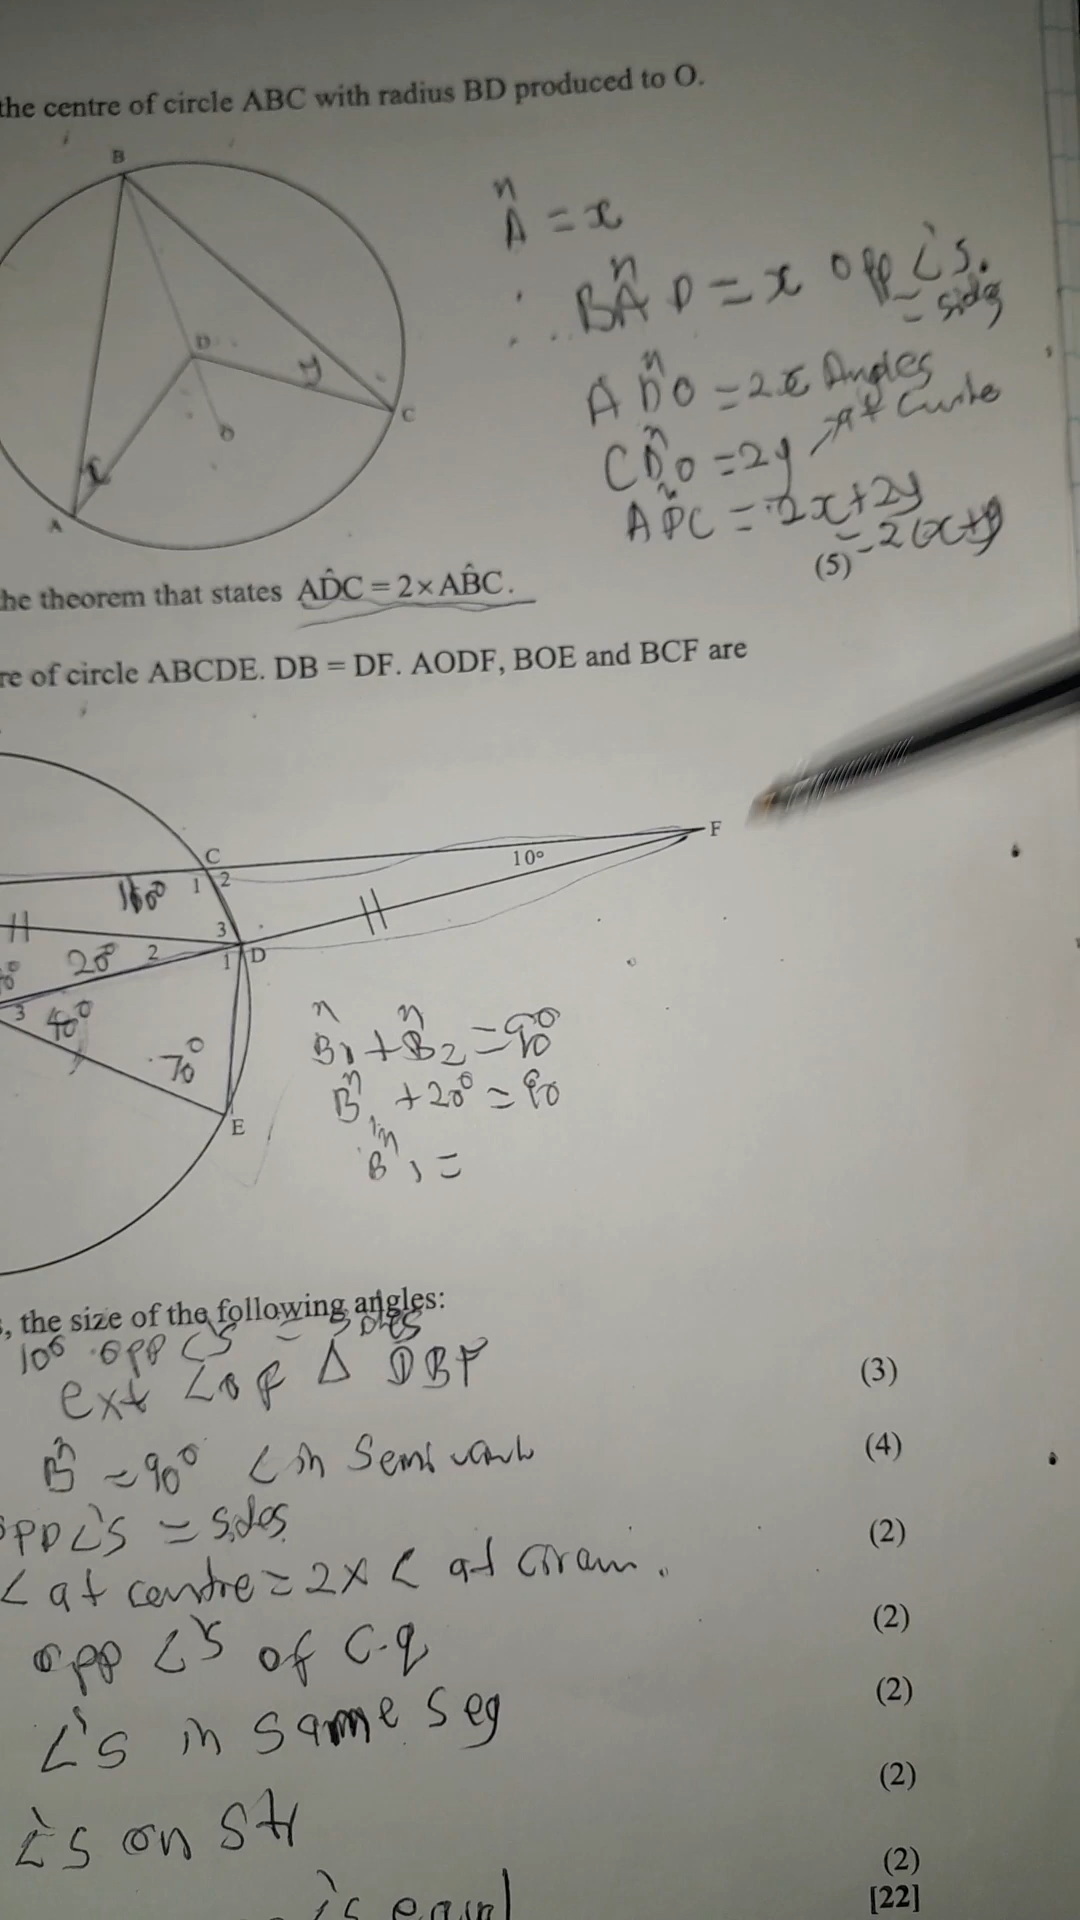 the centre of circle ABC with radius BD produced to O.
B
Â = x
∴ BÂD = x opp ∠'s.
= sides
D
y
AD̂O = 2x Angles
C
CD̂O = 2y → at Centre
O
x
AD̂C = 2x + 2y
A
= 2(x+y)
(5)
the theorem that states AD̂C = 2 × AB̂C.
re of circle ABCDE. DB = DF. AODF, BOE and BCF are
F
C
10°
160° 1 2
3
20° 2
1 D
3 40°
70°
B̂1 + B̂2 = 90°
B̂1 + 20° = 90
E
B̂1 =
, the size of the following angles:
10° opp ∠'s = sides
ext ∠ of Δ DBF
(3)
B̂ = 90° ∠ in Semi
(4)
opp ∠'s = sides
(2)
∠ at centre = 2x ∠ at
(2)
opp ∠'s of c.q
(2)
∠'s in same seg
(2)
∠'s on str
(2)
[22]